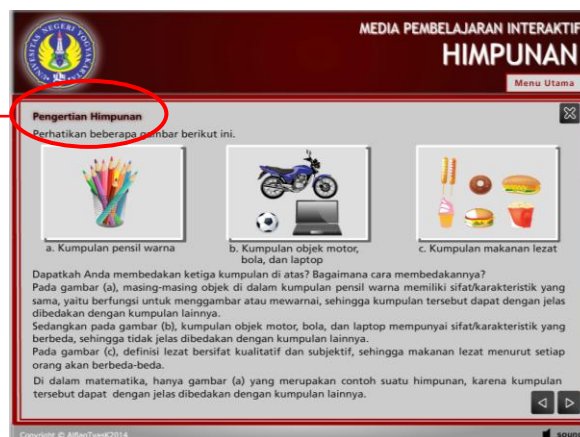 UNIVERSITAS NEGERI YOGYAKARTA
MEDIA PEMBELAJARAN INTERAKTIF
HIMPUNAN
Menu Utama
Pengertian Himpunan
Perhatikan beberapa gambar berikut ini.
a. Kumpulan pensil warna
b. Kumpulan objek motor,
bola, dan laptop
c. Kumpulan makanan lezat
Dapatkah Anda membedakan ketiga kumpulan di atas? Bagaimana cara membedakannya?
Pada gambar (a), masing-masing objek di dalam kumpulan pensil warna memiliki sifat/karakteristik yang
sama, yaitu berfungsi untuk menggambar atau mewarnai, sehingga kumpulan tersebut dapat dengan jelas
dibedakan dengan kumpulan lainnya.
Sedangkan pada gambar (b), kumpulan objek motor, bola, dan laptop mempunyai sifat/karakteristik yang
berbeda, sehingga tidak jelas dibedakan dengan kumpulan lainnya.
Pada gambar (c), definisi lezat bersifat kualitatif dan subjektif, sehingga makanan lezat menurut setiap
orang akan berbeda-beda.
Di dalam matematika, hanya gambar (a) yang merupakan contoh suatu himpunan, karena kumpulan
tersebut dapat dengan jelas dibedakan dengan kumpulan lainnya.
Copyright ©
sound